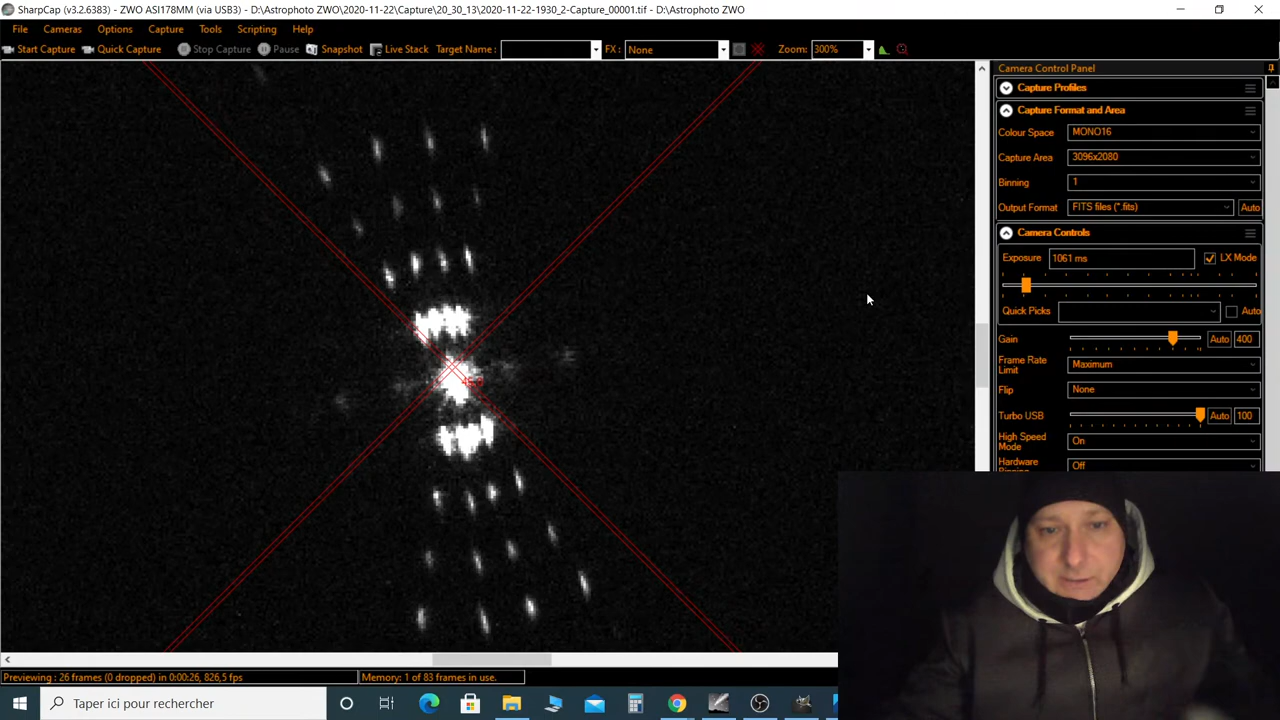 SharpCap (v3.2.6383) - ZWO ASI178MM (via USB3) - D:\Astrophoto ZWO\2020-11-22\Capture\20_30_13\2020-11-22-1930_2-Capture_00001.tif - D:\Astrophoto ZWO
File Cameras Options Capture Tools Scripting Help
Start Capture Quick Capture Stop Capture Pause Snapshot Live Stack Target Name : FX : None Zoom: 300%
Camera Control Panel
Capture Profiles
Capture Format and Area
Colour Space MONO16
Capture Area 3096x2080
Binning 1
Output Format FITS files (*.fits) Auto
Camera Controls
Exposure 1061 ms LX Mode
Quick Picks Auto
Gain Auto 400
Frame Rate Limit Maximum
Flip None
Turbo USB Auto 100
High Speed Mode On
Hardware Binning Off
Previewing : 26 frames (0 dropped) in 0:00:26, 826,5 fps Memory: 1 of 83 frames in use.
Taper ici pour rechercher